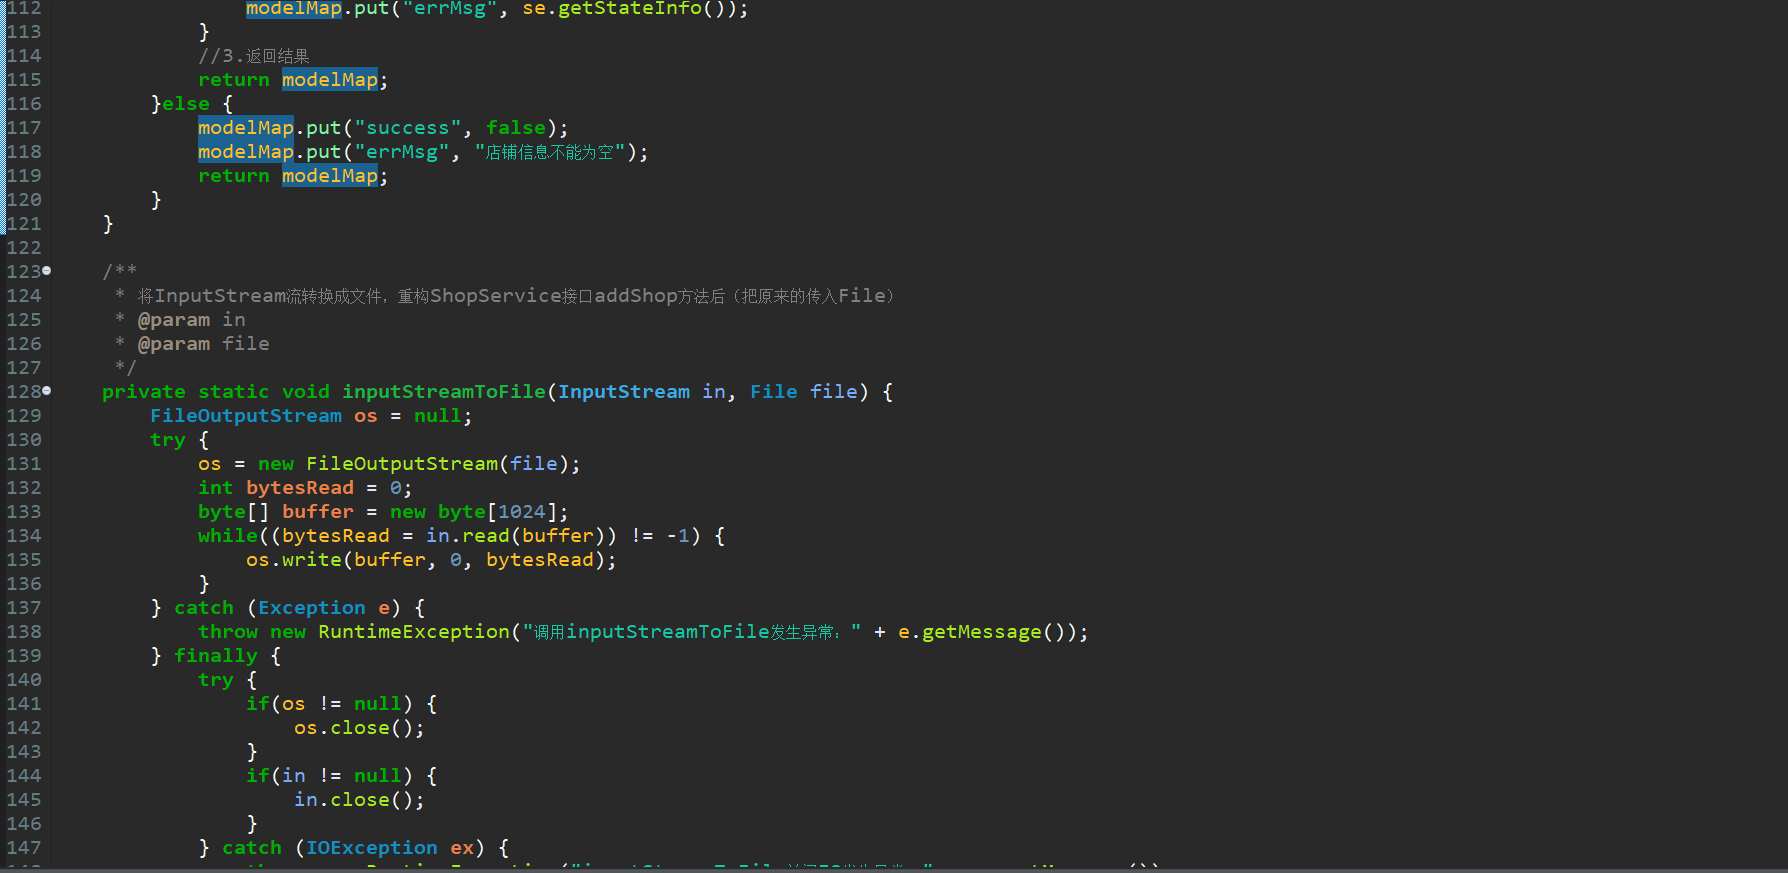 112 modelMap.put("errMsg", se.getStateInfo());
113 }
114 //3.返回结果
115 return modelMap;
116 }else {
117 modelMap.put("success", false);
118 modelMap.put("errMsg", "店铺信息不能为空");
119 return modelMap;
120 }
121 }
122
123 /**
124 * 将InputStream流转换成文件，重构ShopService接口addShop方法后（把原来的传入File）
125 * @param in
126 * @param file
127 */
128 private static void inputStreamToFile(InputStream in, File file) {
129 FileOutputStream os = null;
130 try {
131 os = new FileOutputStream(file);
132 int bytesRead = 0;
133 byte[] buffer = new byte[1024];
134 while((bytesRead = in.read(buffer)) != -1) {
135 os.write(buffer, 0, bytesRead);
136 }
137 } catch (Exception e) {
138 throw new RuntimeException("调用inputStreamToFile发生异常：" + e.getMessage());
139 } finally {
140 try {
141 if(os != null) {
142 os.close();
143 }
144 if(in != null) {
145 in.close();
146 }
147 } catch (IOException ex) {